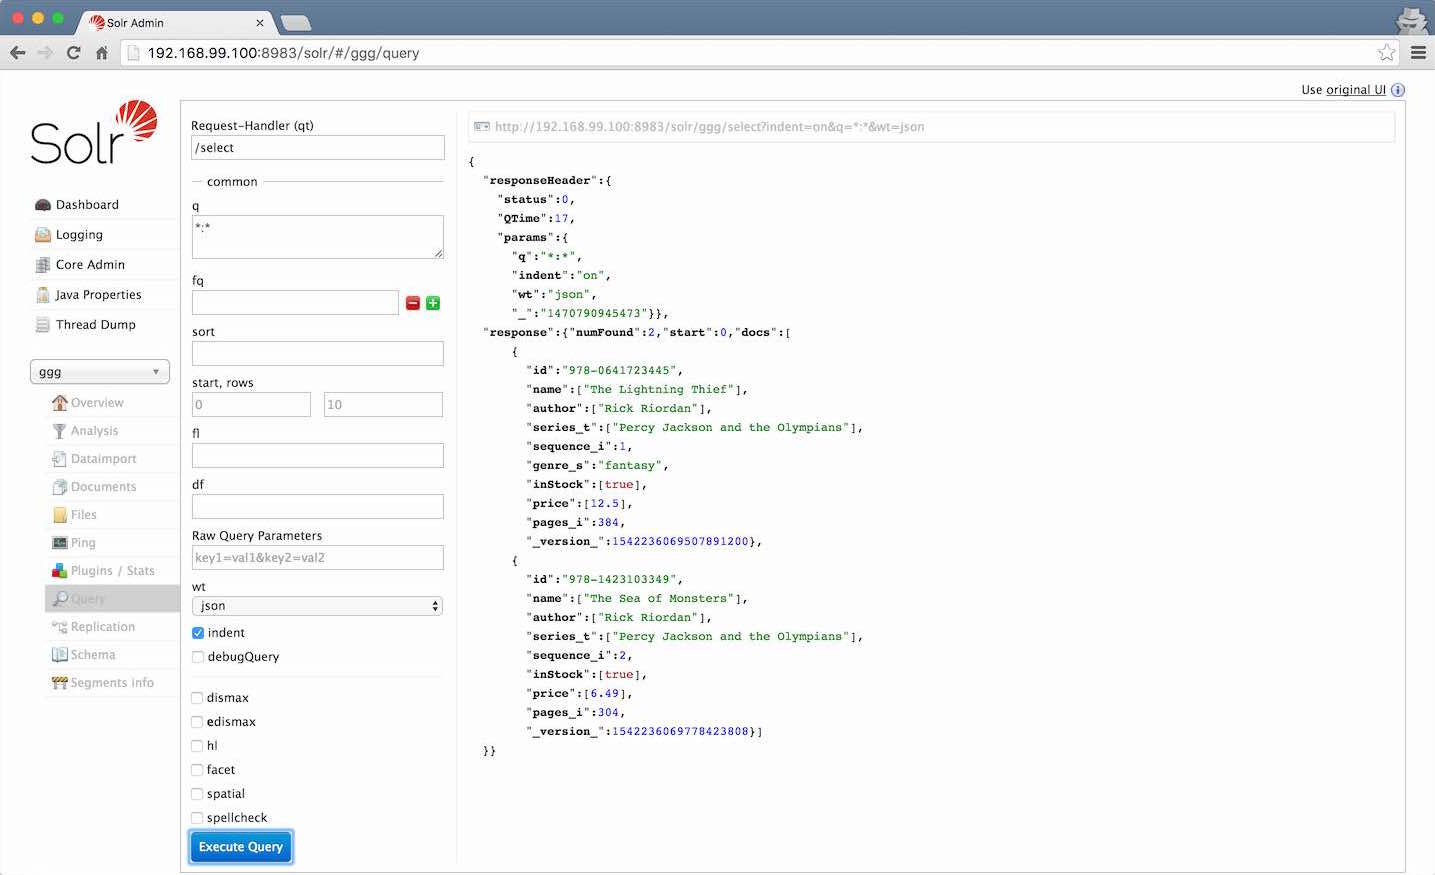 Solr Admin
192.168.99.100:8983/solr/#/ggg/query
Use original UI
Solr
Dashboard
Logging
Core Admin
Java Properties
Thread Dump
ggg
Overview
Analysis
Dataimport
Documents
Files
Ping
Plugins / Stats
Query
Replication
Schema
Segments info
Request-Handler (qt)
/select
common
q
*:*
fq
sort
start, rows
0 10
fl
df
Raw Query Parameters
key1=val1&key2=val2
wt
json
indent
debugQuery
dismax
edismax
hl
facet
spatial
spellcheck
Execute Query
http://192.168.99.100:8983/solr/ggg/select?indent=on&q=*:*&wt=json
{
"responseHeader":{
"status":0,
"QTime":17,
"params":{
"q":"*:*",
"indent":"on",
"wt":"json",
"_":"1470790945473"}},
"response":{"numFound":2,"start":0,"docs":[
{
"id":"978-0641723445",
"name":["The Lightning Thief"],
"author":["Rick Riordan"],
"series_t":["Percy Jackson and the Olympians"],
"sequence_i":1,
"genre_s":"fantasy",
"inStock":[true],
"price":[12.5],
"pages_i":384,
"_version_":1542236069507891200},
{
"id":"978-1423103349",
"name":["The Sea of Monsters"],
"author":["Rick Riordan"],
"series_t":["Percy Jackson and the Olympians"],
"sequence_i":2,
"inStock":[true],
"price":[6.49],
"pages_i":304,
"_version_":1542236069778423808}]
}}